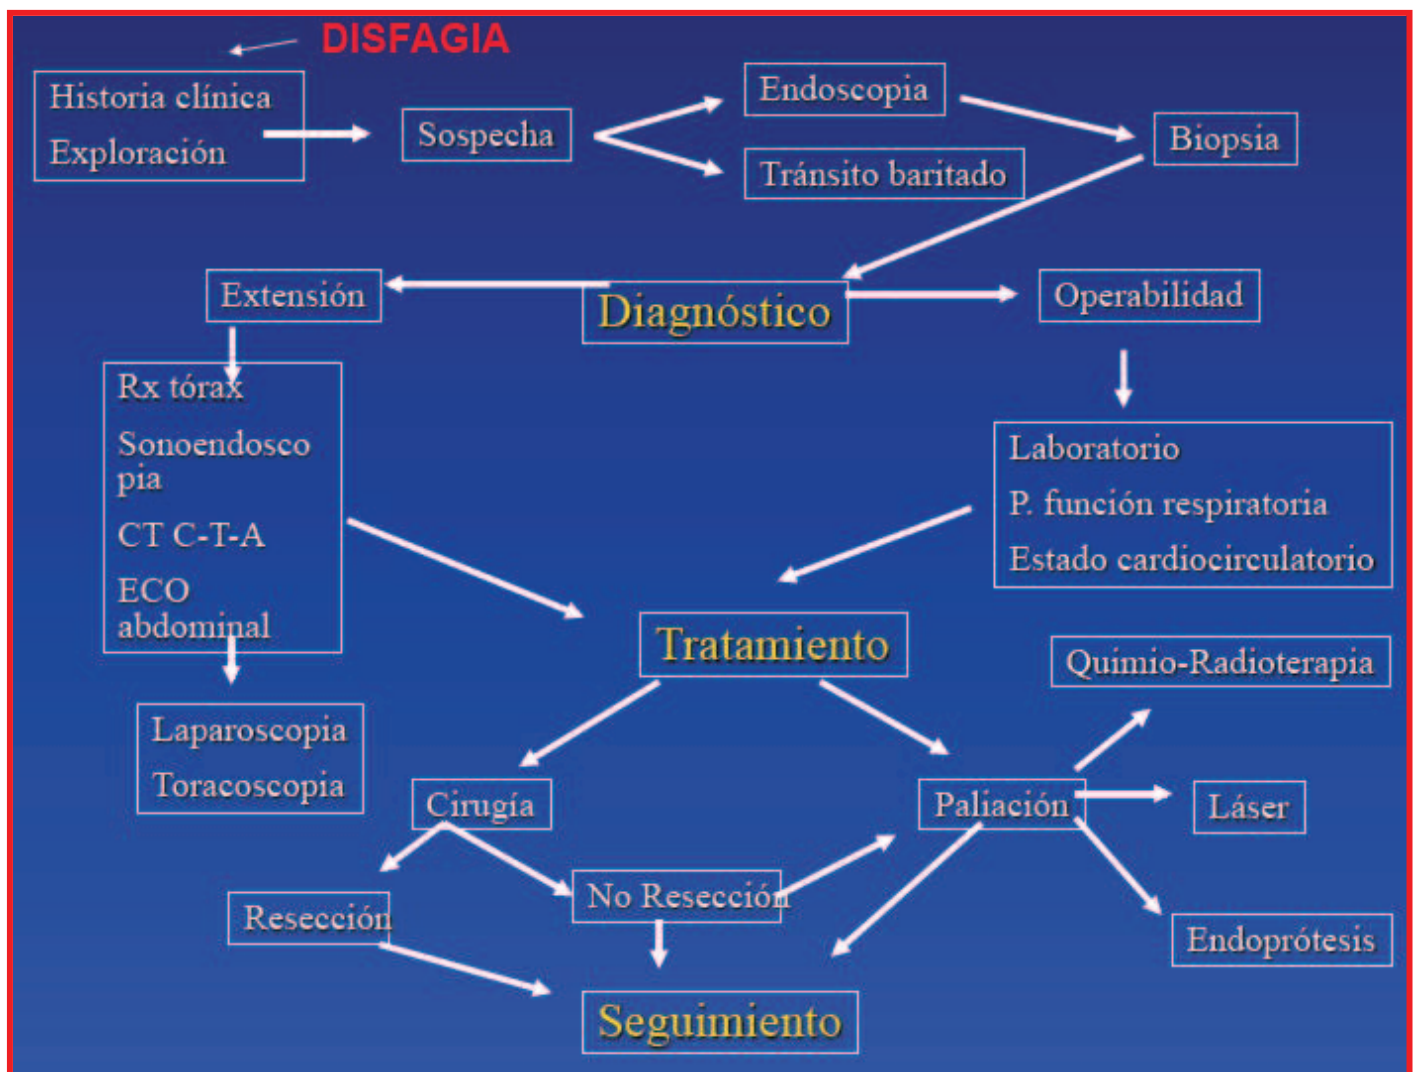 DISFAGIA
Historia clínica
Exploración
Sospecha
Endoscopia
Tránsito baritado
Biopsia
Extensión
Diagnóstico
Operabilidad
Rx tórax
Sonoendosco
pia
CT C-T-A
ECO
abdominal
Laboratorio
P. función respiratoria
Estado cardiocirculatorio
Tratamiento
Quimio-Radioterapia
Laparoscopia
Toracoscopia
Cirugía
Paliación
Láser
Resección
No Resección
Endoprótesis
Seguimiento